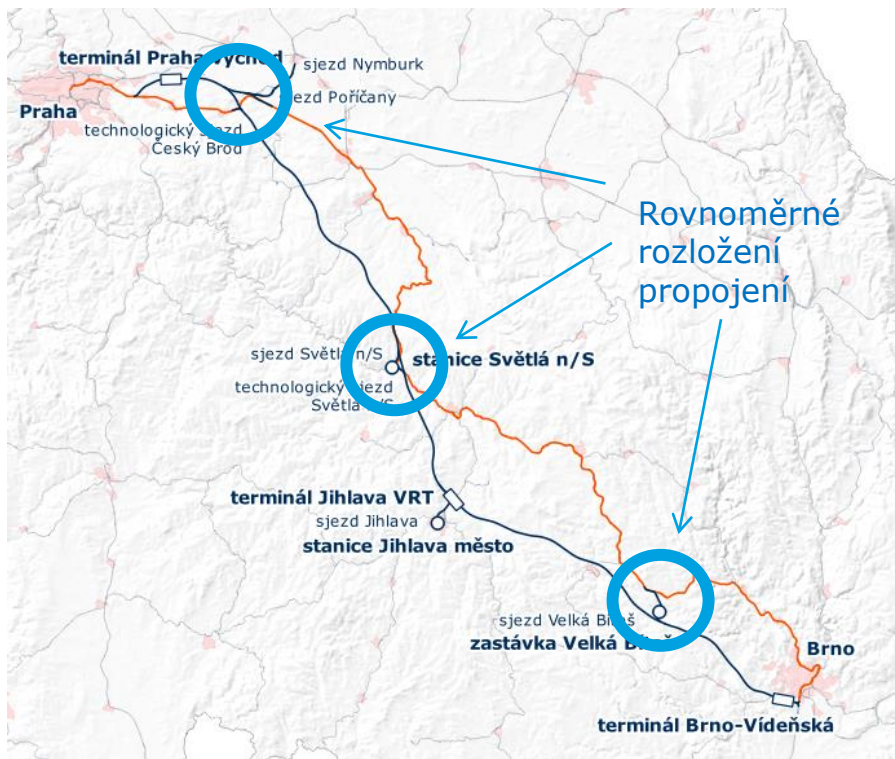 terminál Praha východ
sjezd Nymburk
sjezd Poříčany
Praha
technologický sjezd
Český Brod
Rovnoměrné
rozložení
propojení
sjezd Světlá n/S
stanice Světlá n/S
technologický sjezd
Světlá n/S
terminál Jihlava VRT
sjezd Jihlava
stanice Jihlava město
sjezd Velká Bíteš
zastávka Velká Bíteš
Brno
terminál Brno-Vídeňská